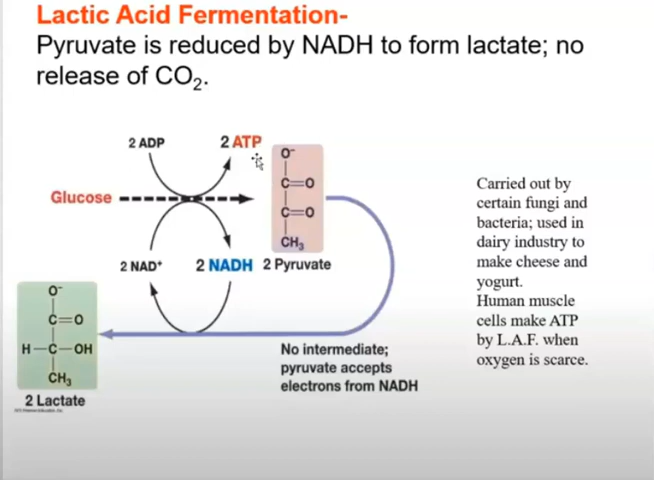 Lactic Acid Fermentation-
Pyruvate is reduced by NADH to form lactate; no
release of CO₂.
2 ADP
2 ATP
Glucose
O⁻
C=O
C=O
CH₃
2 NAD⁺
2 NADH
2 Pyruvate
O⁻
C=O
H–C–OH
CH₃
2 Lactate
No intermediate;
pyruvate accepts
electrons from NADH
Carried out by
certain fungi and
bacteria; used in
dairy industry to
make cheese and
yogurt.
Human muscle
cells make ATP
by L.A.F. when
oxygen is scarce.